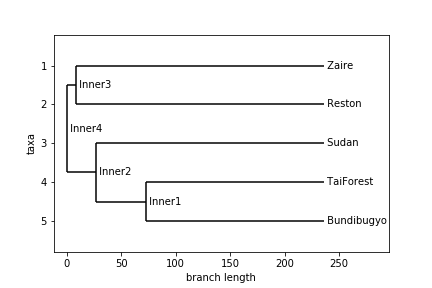 1
Zaire
Inner3
2
Reston
Inner4
3
Sudan
Inner2
4
TaiForest
Inner1
5
Bundibugyo
taxa
0 50 100 150 200 250
branch length